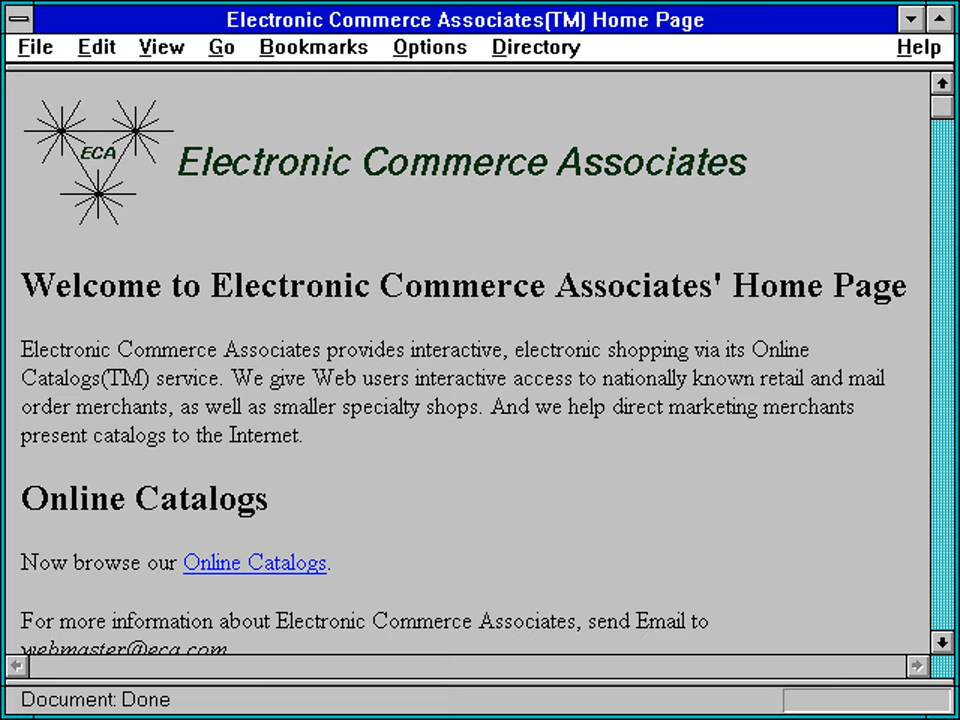 Electronic Commerce Associates(TM) Home Page
File Edit View Go Bookmarks Options Directory Help
ECA
Electronic Commerce Associates
Welcome to Electronic Commerce Associates' Home Page
Electronic Commerce Associates provides interactive, electronic shopping via its Online
Catalogs(TM) service. We give Web users interactive access to nationally known retail and mail
order merchants, as well as smaller specialty shops. And we help direct marketing merchants
present catalogs to the Internet.
Online Catalogs
Now browse our Online Catalogs.
For more information about Electronic Commerce Associates, send Email to
webmaster@eca.com
Document: Done